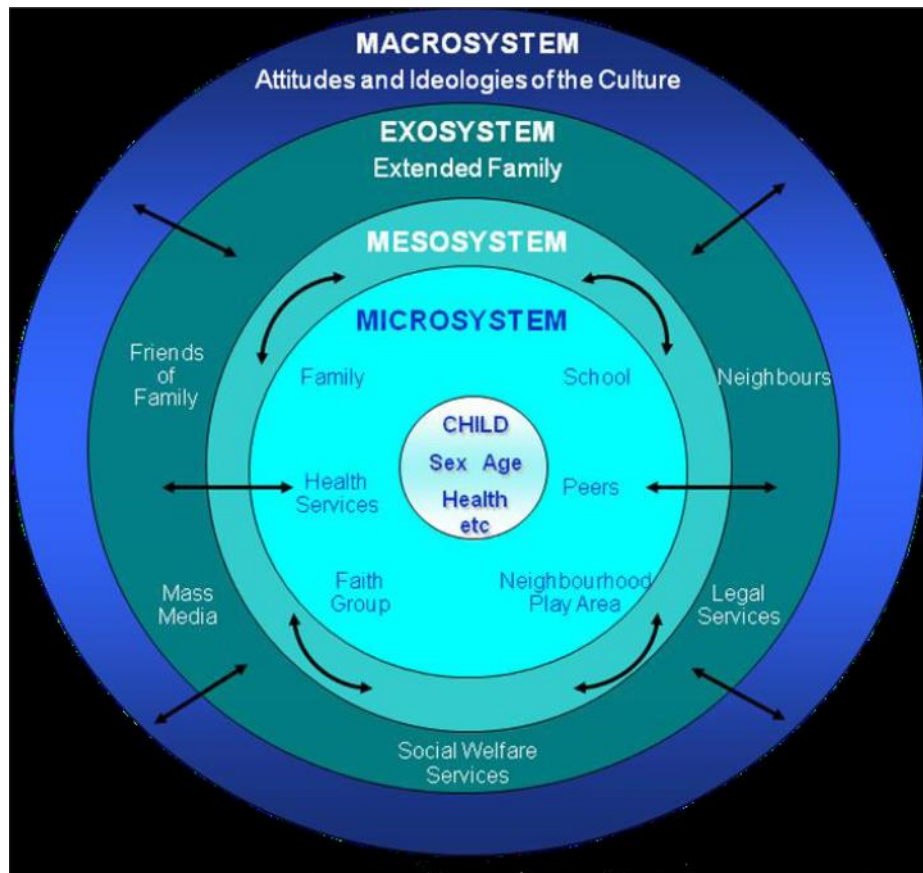 MACROSYSTEM
Attitudes and Ideologies of the Culture
EXOSYSTEM
Extended Family
MESOSYSTEM
MICROSYSTEM
Friends
of
Family
Family
School
Neighbours
CHILD
Sex Age
Health
etc
Health
Services
Peers
Faith
Group
Neighbourhood
Play Area
Mass
Media
Legal
Services
Social Welfare
Services